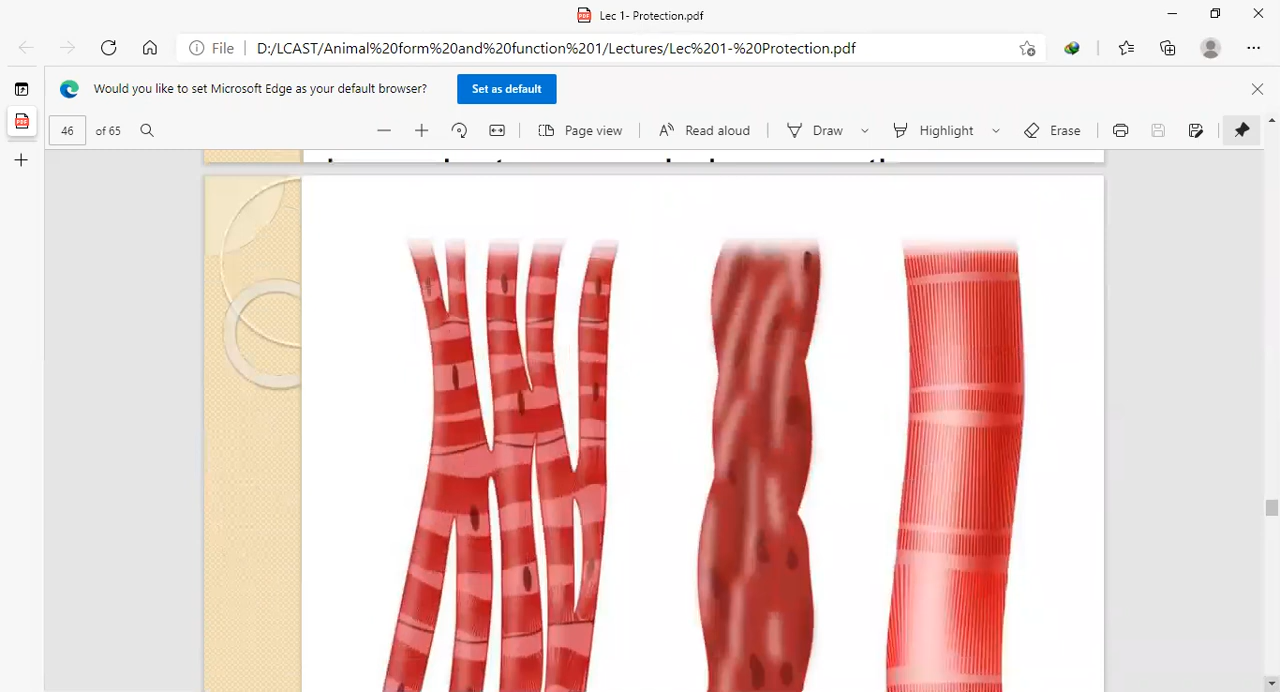 Lec 1- Protection.pdf
File D:/LCAST/Animal%20form%20and%20function%201/Lectures/Lec%201-%20Protection.pdf
Would you like to set Microsoft Edge as your default browser? Set as default
46 of 65 Page view Read aloud Draw Highlight Erase